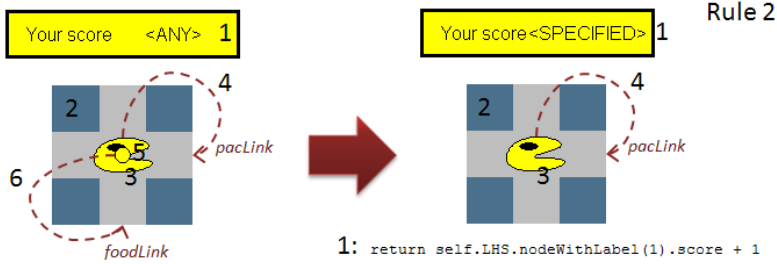 Rule 2
Your score <ANY> 1
Your score<SPECIFIED> 1
4
4
2
2
pacLink
pacLink
5
3
3
6
foodLink
1: return self.LHS.nodeWithLabel(1).score + 1